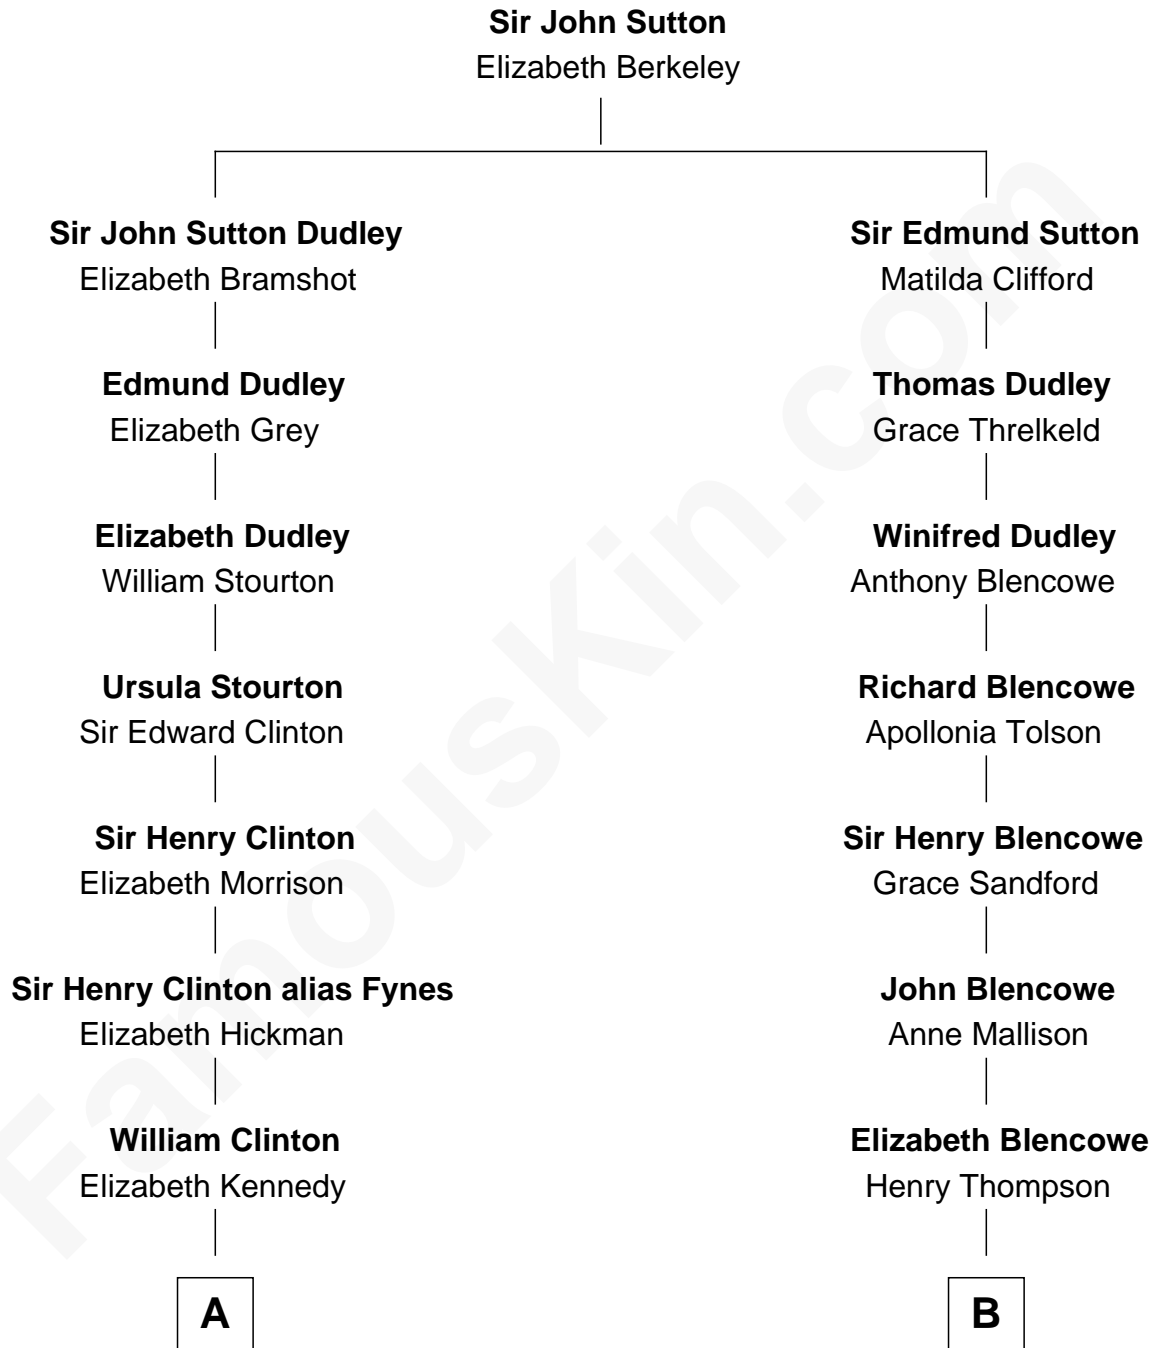 Sir John Sutton
Elizabeth Berkeley
Sir John Sutton Dudley
Elizabeth Bramshot
Edmund Dudley
Elizabeth Grey
Elizabeth Dudley
William Stourton
Ursula Stourton
Sir Edward Clinton
Sir Henry Clinton
Elizabeth Morrison
Sir Henry Clinton alias Fynes
Elizabeth Hickman
William Clinton
Elizabeth Kennedy
A
Sir Edmund Sutton
Matilda Clifford
Thomas Dudley
Grace Threlkeld
Winifred Dudley
Anthony Blencowe
Richard Blencowe
Apollonia Tolson
Sir Henry Blencowe
Grace Sandford
John Blencowe
Anne Mallison
Elizabeth Blencowe
Henry Thompson
B
FamousKin.com